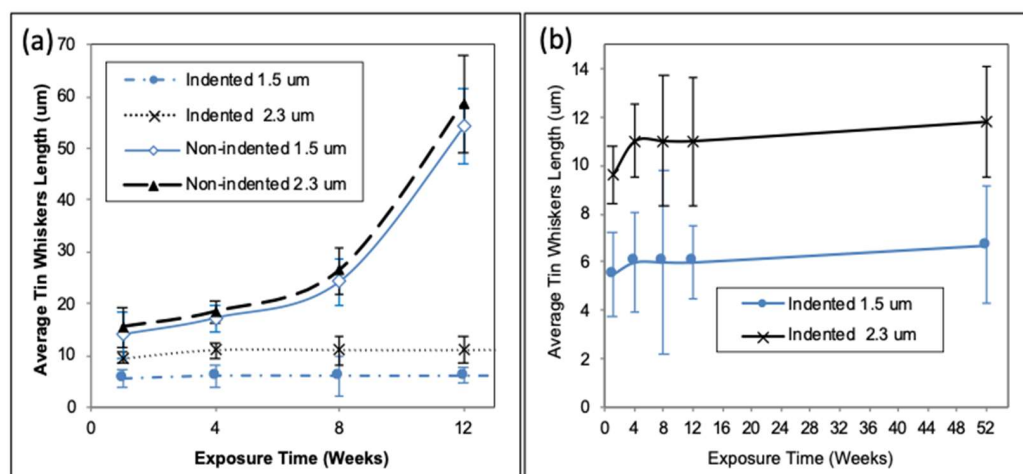 (a)
70
60
50
40
30
20
10
0
Average Tin Whiskers Length (um)
Indented 1.5 um
Indented 2.3 um
Non-indented 1.5 um
Non-indented 2.3 um
0 4 8 12
Exposure Time (Weeks)
(b)
14
12
10
8
6
4
2
0
Average Tin Whiskers Length (um)
Indented 1.5 um
Indented 2.3 um
0 4 8 12 16 20 24 28 32 36 40 44 48 52
Exposure Time (Weeks)